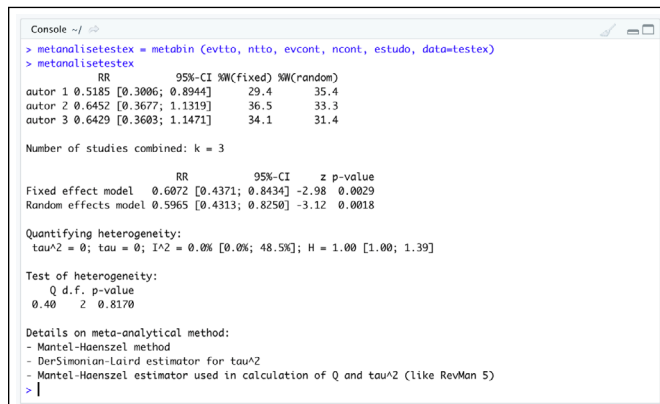 Console ~/
> metanalisetestex = metabin (evtto, ntto, evcont, ncont, estudo, data=testex)
> metanalisetestex
RR 95%-CI %W(fixed) %W(random)
autor 1 0.5185 [0.3006; 0.8944] 29.4 35.4
autor 2 0.6452 [0.3677; 1.1319] 36.5 33.3
autor 3 0.6429 [0.3603; 1.1471] 34.1 31.4
Number of studies combined: k = 3
RR 95%-CI z p-value
Fixed effect model 0.6072 [0.4371; 0.8434] -2.98 0.0029
Random effects model 0.5965 [0.4313; 0.8250] -3.12 0.0018
Quantifying heterogeneity:
tau^2 = 0; tau = 0; I^2 = 0.0% [0.0%; 48.5%]; H = 1.00 [1.00; 1.39]
Test of heterogeneity:
Q d.f. p-value
0.40 2 0.8170
Details on meta-analytical method:
- Mantel-Haenszel method
- DerSimonian-Laird estimator for tau^2
- Mantel-Haenszel estimator used in calculation of Q and tau^2 (like RevMan 5)
>